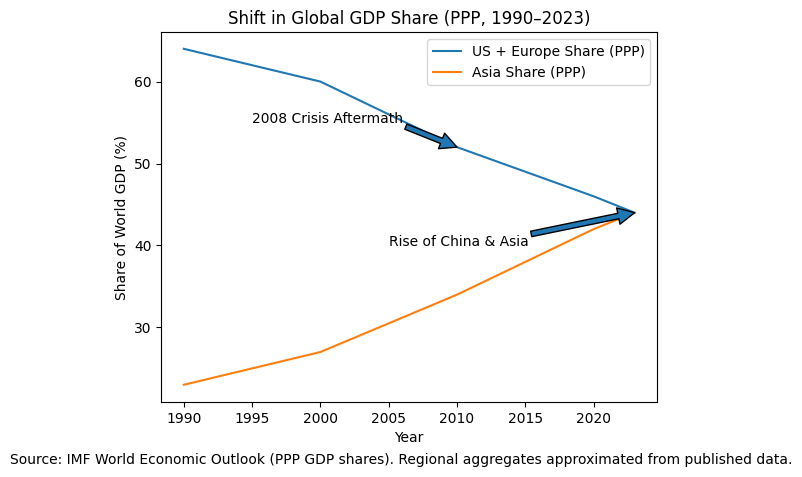 Shift in Global GDP Share (PPP, 1990–2023)
US + Europe Share (PPP)
Asia Share (PPP)
2008 Crisis Aftermath
Rise of China & Asia
Share of World GDP (%)
60
50
40
30
1990 1995 2000 2005 2010 2015 2020
Year
Source: IMF World Economic Outlook (PPP GDP shares). Regional aggregates approximated from published data.